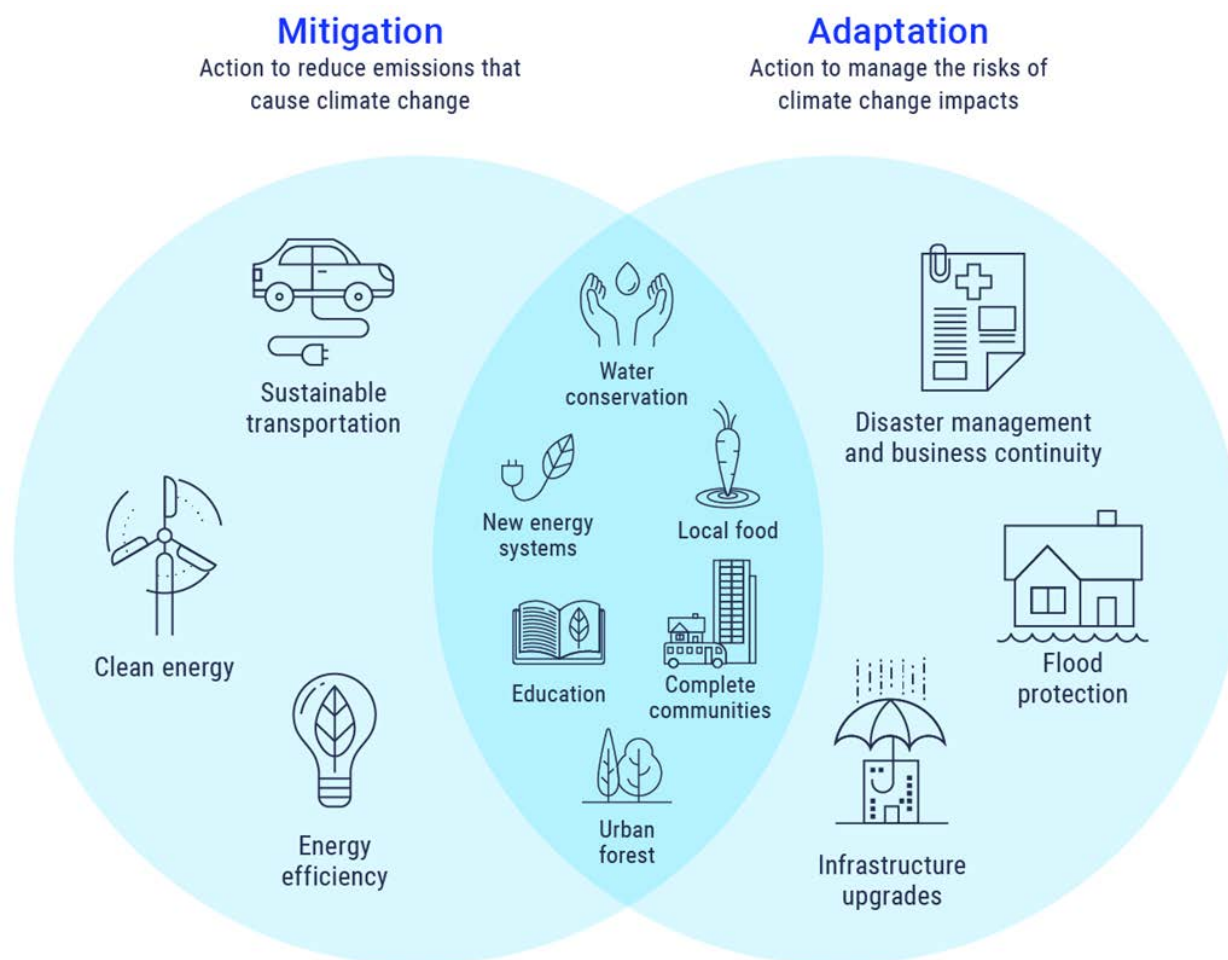 Mitigation
Action to reduce emissions that
cause climate change
Adaptation
Action to manage the risks of
climate change impacts
Sustainable
transportation
Clean energy
Energy
efficiency
Water
conservation
New energy
systems
Local food
Education
Complete
communities
Urban
forest
Disaster management
and business continuity
Flood
protection
Infrastructure
upgrades